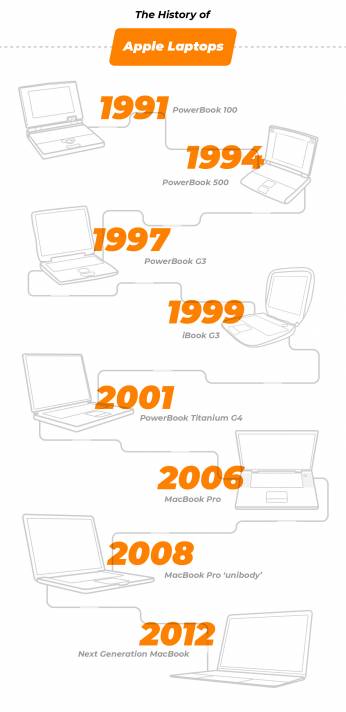 The History of
Apple Laptops
1991
PowerBook 100
1994
PowerBook 500
1997
PowerBook G3
1999
iBook G3
2001
PowerBook Titanium G4
2006
MacBook Pro
2008
MacBook Pro ‘unibody’
2012
Next Generation MacBook